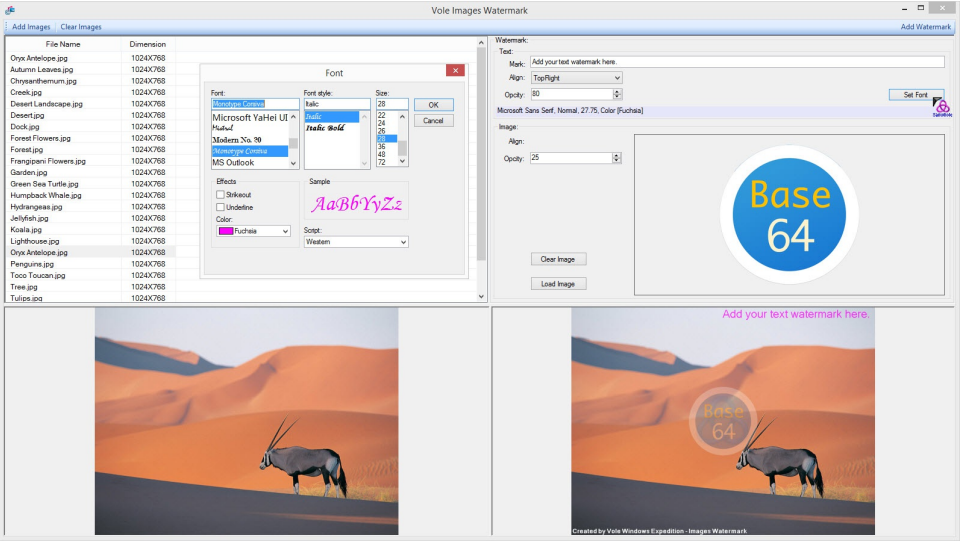 Vole Images Watermark
Add Images Clear Images Add Watermark
File Name Dimension
Oryx Antelope.jpg 1024X768
Autumn Leaves.jpg 1024X768
Chrysanthemum.jpg 1024X768
Creek.jpg 1024X768
Desert Landscape.jpg 1024X768
Desert.jpg 1024X768
Dock.jpg 1024X768
Forest Flowers.jpg 1024X768
Forest.jpg 1024X768
Frangipani Flowers.jpg 1024X768
Garden.jpg 1024X768
Green Sea Turtle.jpg 1024X768
Humpback Whale.jpg 1024X768
Hydrangeas.jpg 1024X768
Jellyfish.jpg 1024X768
Koala.jpg 1024X768
Lighthouse.jpg 1024X768
Oryx Antelope.jpg 1024X768
Penguins.jpg 1024X768
Toco Toucan.jpg 1024X768
Tree.jpg 1024X768
Tulips.jpg 1024X768
Font
Font: Font style: Size:
Monotype Corsiva Italic 28 OK
Microsoft YaHei UI Italic 22 Cancel
Mistral Italic Bold 24
Modern No. 20 26
Monotype Corsiva 28
MS Outlook 36
48
72
Effects Sample
Strikeout
Underline AaBbYyZz
Color: Script:
Fuchsia Western
Watermark:
Text:
Mark: Add your text watermark here.
Align: TopRight
Opcity: 80 Set Font
Microsoft Sans Serif, Normal, 27.75, Color [Fuchsia]
Image:
Align:
Opcity: 25
Base
64
Clear Image
Load Image
Add your text watermark here.
Base
64
Created by Vole Windows Expedition - Images Watermark